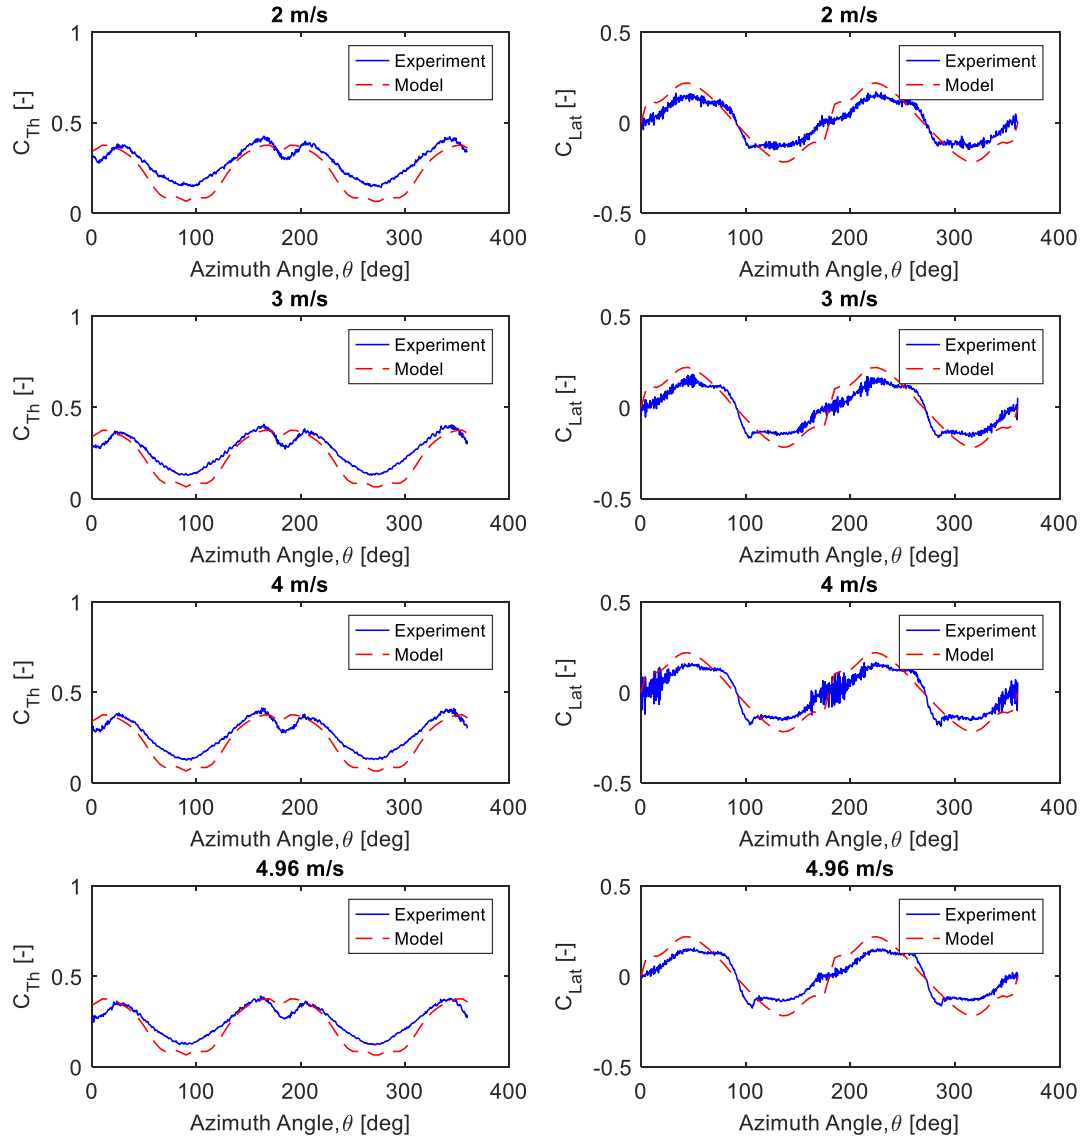 2 m/s
1
0.5
0
C_Th [-]
0 100 200 300 400
Azimuth Angle, θ [deg]
Experiment
Model
2 m/s
0.5
0
-0.5
C_Lat [-]
0 100 200 300 400
Azimuth Angle, θ [deg]
Experiment
Model
3 m/s
1
0.5
0
C_Th [-]
0 100 200 300 400
Azimuth Angle, θ [deg]
Experiment
Model
3 m/s
0.5
0
-0.5
C_Lat [-]
0 100 200 300 400
Azimuth Angle, θ [deg]
Experiment
Model
4 m/s
1
0.5
0
C_Th [-]
0 100 200 300 400
Azimuth Angle, θ [deg]
Experiment
Model
4 m/s
0.5
0
-0.5
C_Lat [-]
0 100 200 300 400
Azimuth Angle, θ [deg]
Experiment
Model
4.96 m/s
1
0.5
0
C_Th [-]
0 100 200 300 400
Azimuth Angle, θ [deg]
Experiment
Model
4.96 m/s
0.5
0
-0.5
C_Lat [-]
0 100 200 300 400
Azimuth Angle, θ [deg]
Experiment
Model